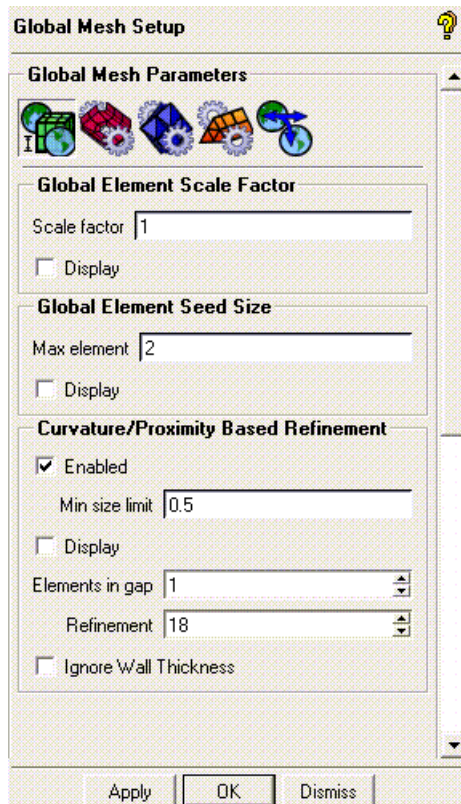 Global Mesh Setup
Global Mesh Parameters
Global Element Scale Factor
Scale factor 1
Display
Global Element Seed Size
Max element 2
Display
Curvature/Proximity Based Refinement
Enabled
Min size limit 0.5
Display
Elements in gap 1
Refinement 18
Ignore Wall Thickness
Apply OK Dismiss